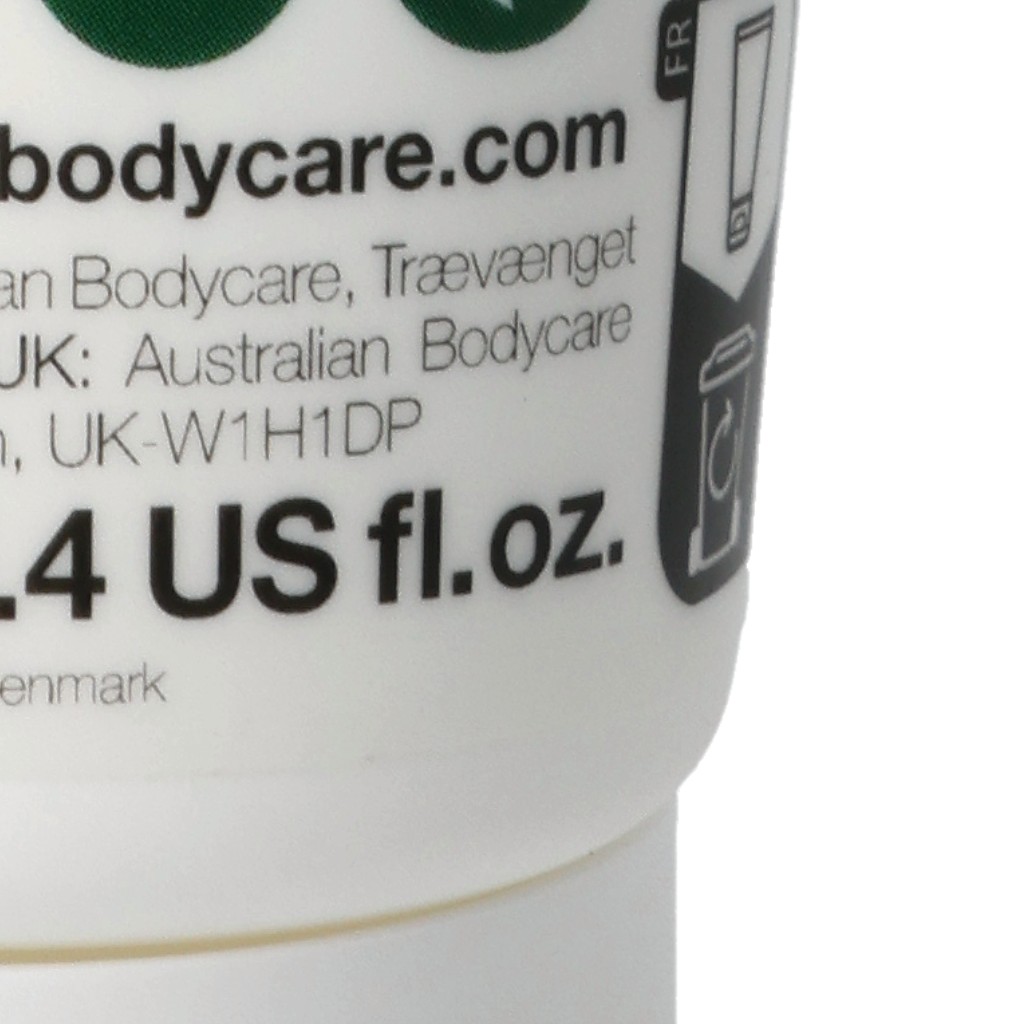 FR
bodycare.com
an Bodycare, Trævænget
UK: Australian Bodycare
, UK-W1H1DP
.4 US fl.oz.
enmark